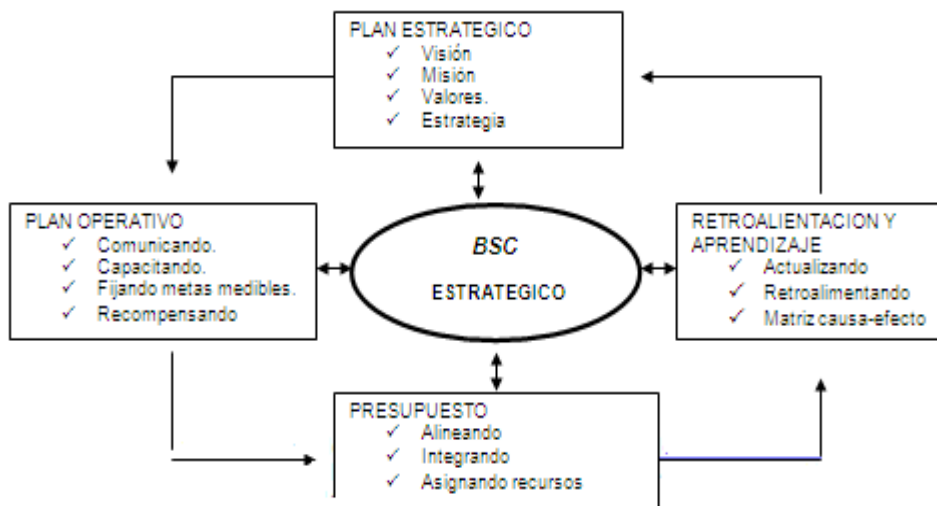 PLAN ESTRATEGICO
✓ Visión
✓ Misión
✓ Valores.
✓ Estrategia
PLAN OPERATIVO
✓ Comunicando.
✓ Capacitando.
✓ Fijando metas medibles.
✓ Recompensando
BSC
ESTRATEGICO
RETROALIENTACION Y
APRENDIZAJE
✓ Actualizando
✓ Retroalimentando
✓ Matriz causa-efecto
PRESUPUESTO
✓ Alineando
✓ Integrando
✓ Asignando recursos